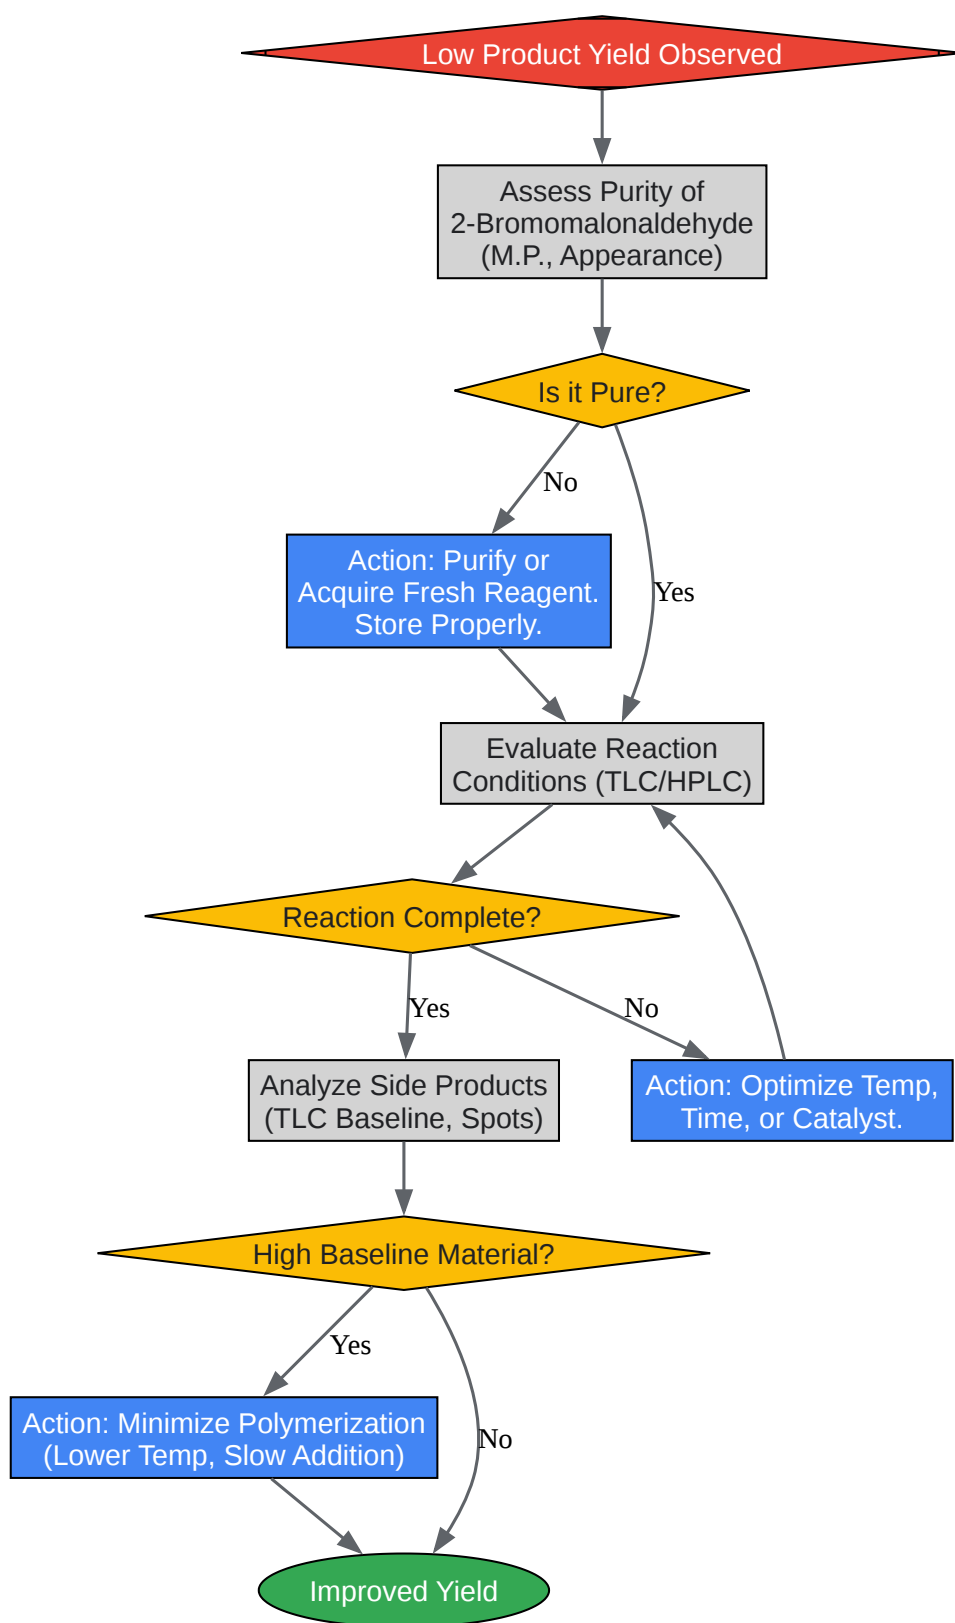 Low Product Yield Observed
Assess Purity of
2-Bromomalonaldehyde
(M.P., Appearance)
Is it Pure?
No
Action: Purify or
Acquire Fresh Reagent.
Store Properly.
Yes
Evaluate Reaction
Conditions (TLC/HPLC)
Reaction Complete?
Yes
No
Analyze Side Products
(TLC Baseline, Spots)
Action: Optimize Temp,
Time, or Catalyst.
High Baseline Material?
Yes
Action: Minimize Polymerization
(Lower Temp, Slow Addition)
No
Improved Yield